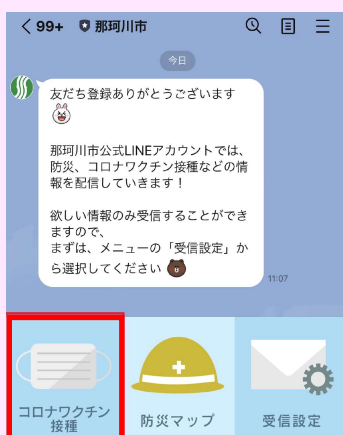 99+ 那珂川市
今日
友だち登録ありがとうございます
那珂川市公式LINEアカウントでは、
防災、コロナワクチン接種などの情
報を配信していきます！
欲しい情報のみ受信することができ
ますので、
まずは、メニューの「受信設定」か
ら選択してください
11:07
コロナワクチン
接種
防災マップ
受信設定